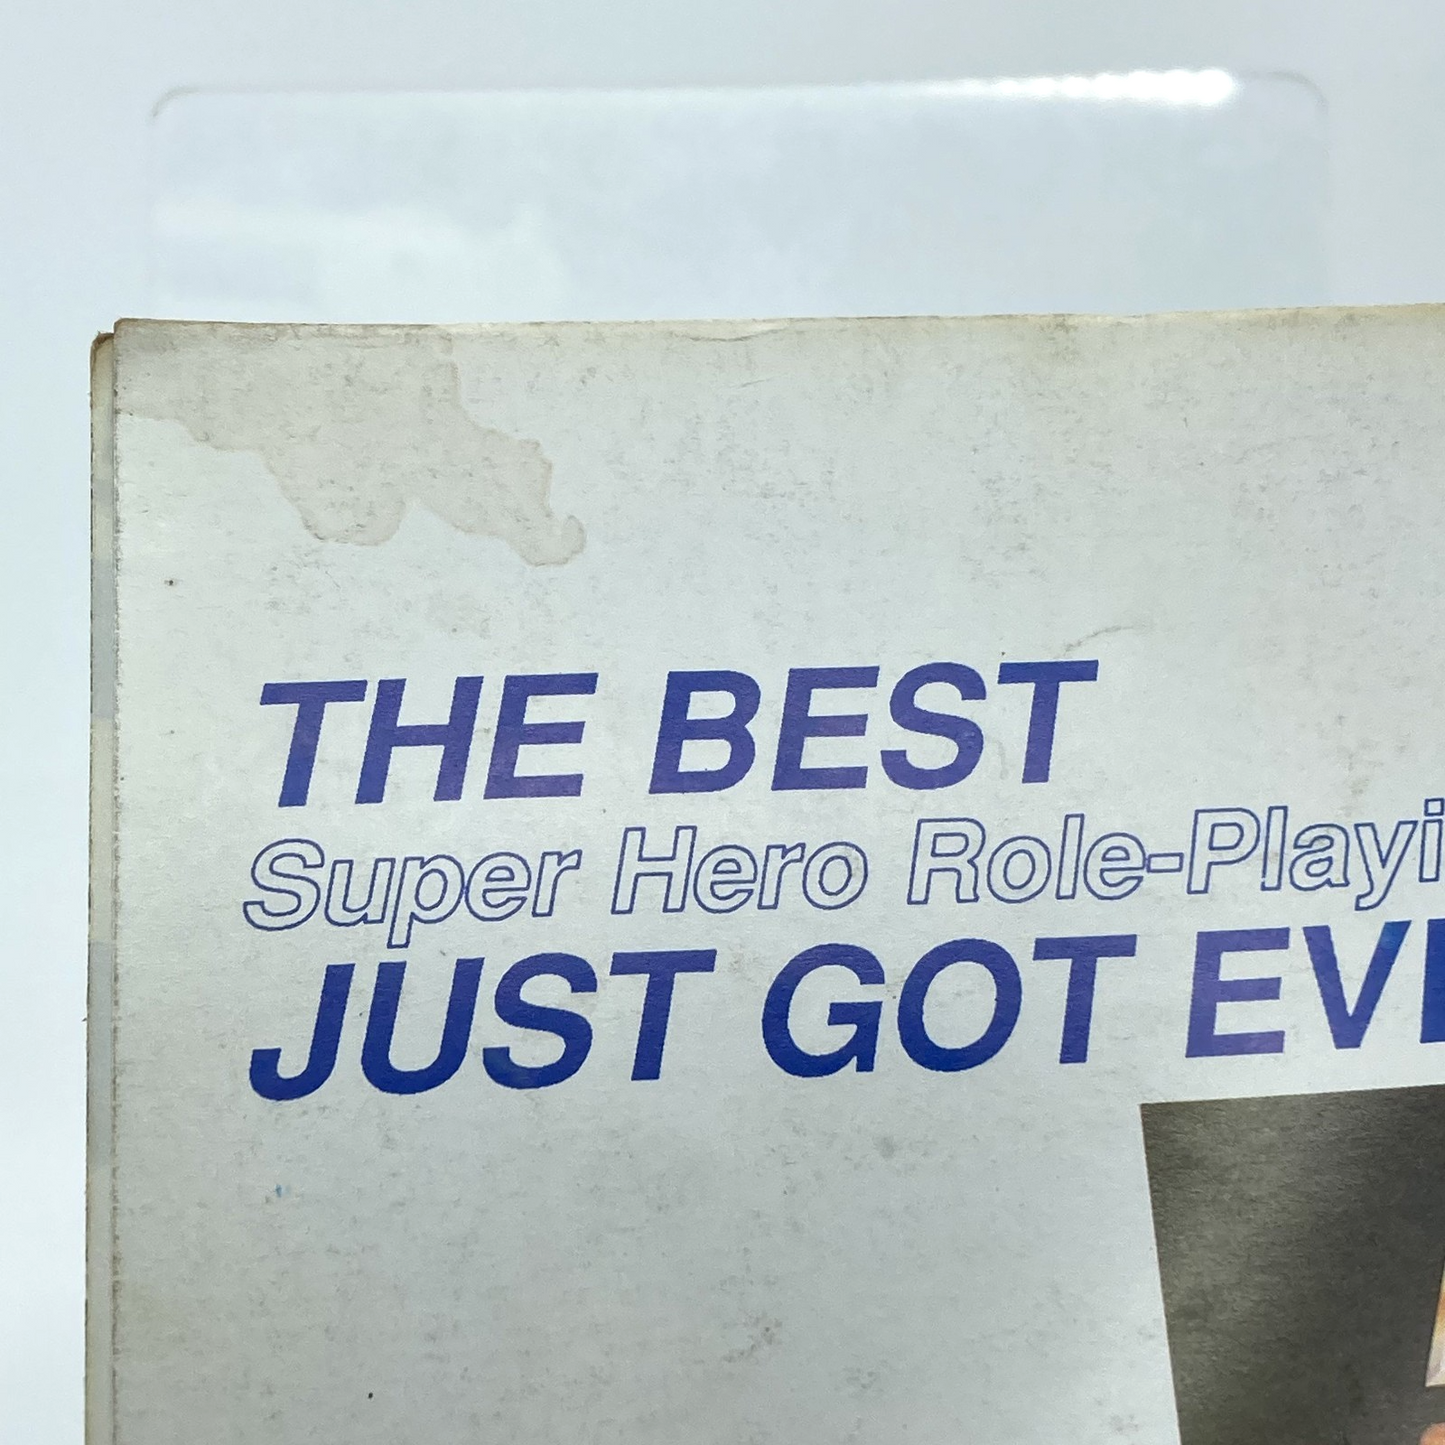 THE BEST
Super Hero Role-Playi
JUST GOT EV